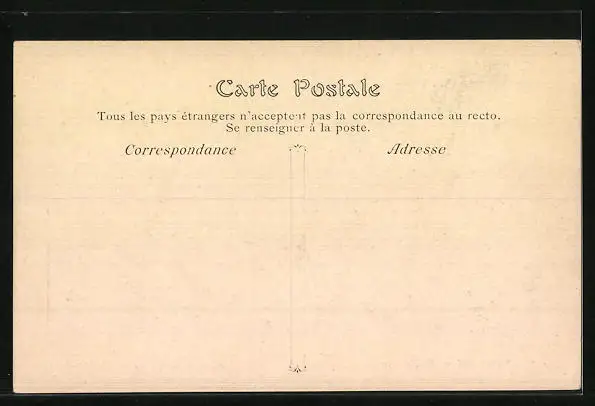 Carte Postale
Tous les pays étrangers n'acceptent pas la correspondance au recto.
Se renseigner à la poste.
Correspondance
Adresse